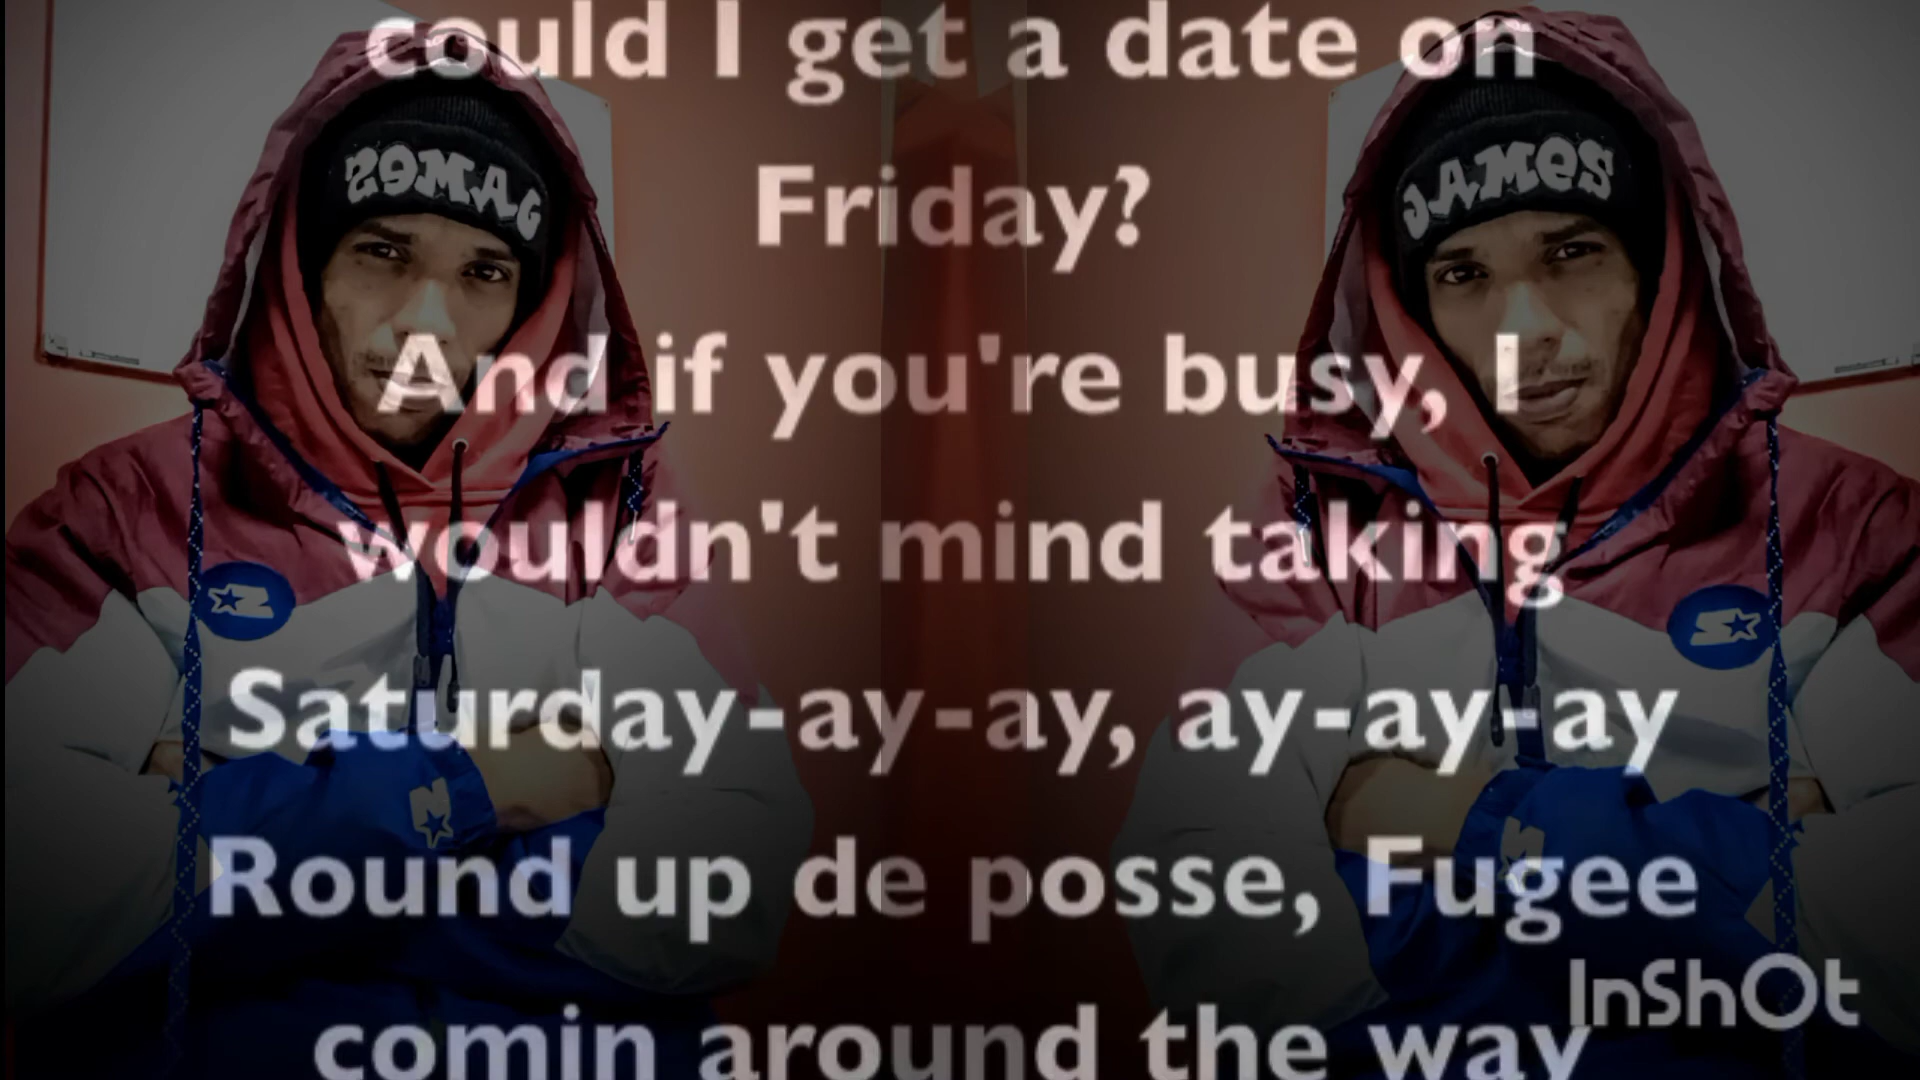 could I get a date on
Friday?
And if you're busy, I
wouldn't mind taking
Saturday-ay-ay, ay-ay-ay
Round up de posse, Fugee
comin around the way
JAMES
JAMES
InShOt